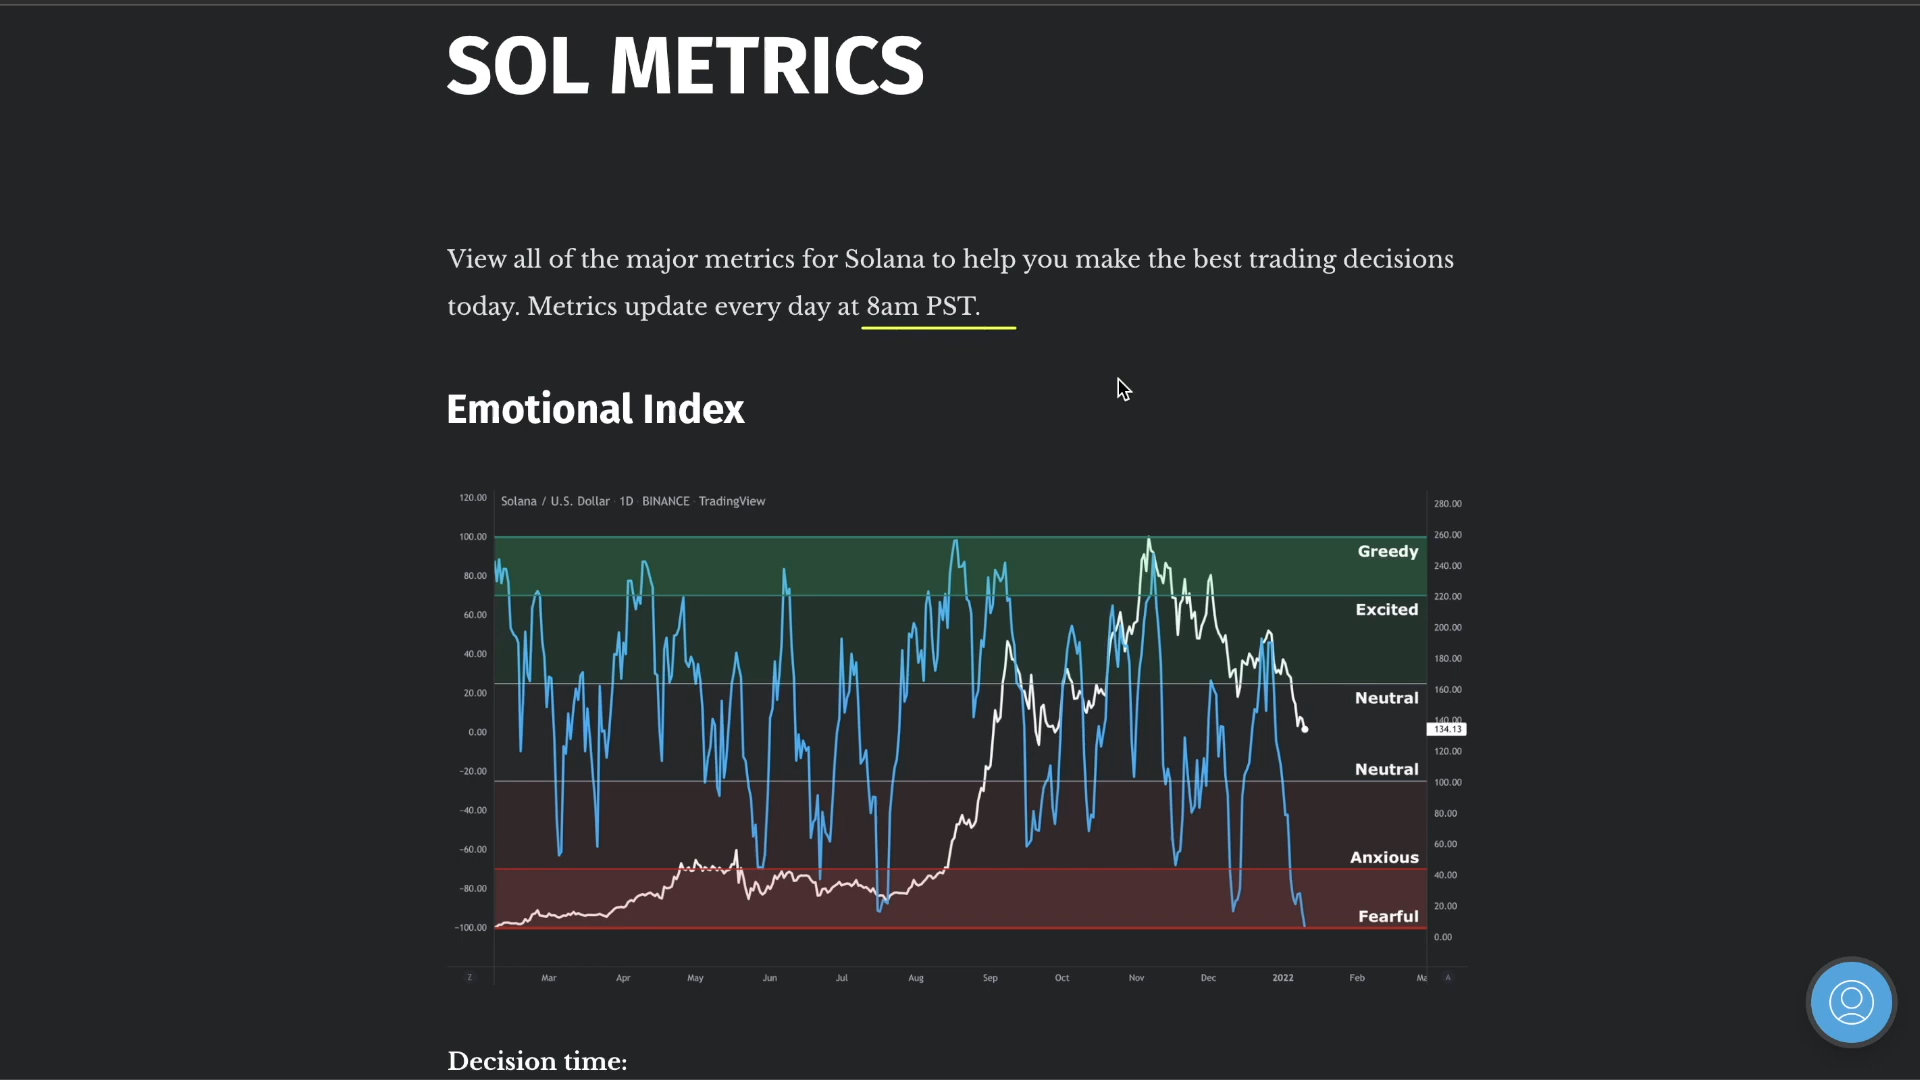 SOL METRICS
View all of the major metrics for Solana to help you make the best trading decisions
today. Metrics update every day at 8am PST.
Emotional Index
Solana / U.S. Dollar · 1D · BINANCE · TradingView
120.00
100.00
80.00
60.00
40.00
20.00
0.00
−20.00
−40.00
−60.00
−80.00
−100.00
Greedy
Excited
Neutral
Neutral
Anxious
Fearful
280.00
260.00
240.00
220.00
200.00
180.00
160.00
140.00
134.13
120.00
100.00
80.00
60.00
40.00
20.00
0.00
Z Mar Apr May Jun Jul Aug Sep Oct Nov Dec 2022 Feb Ma A
Decision time: